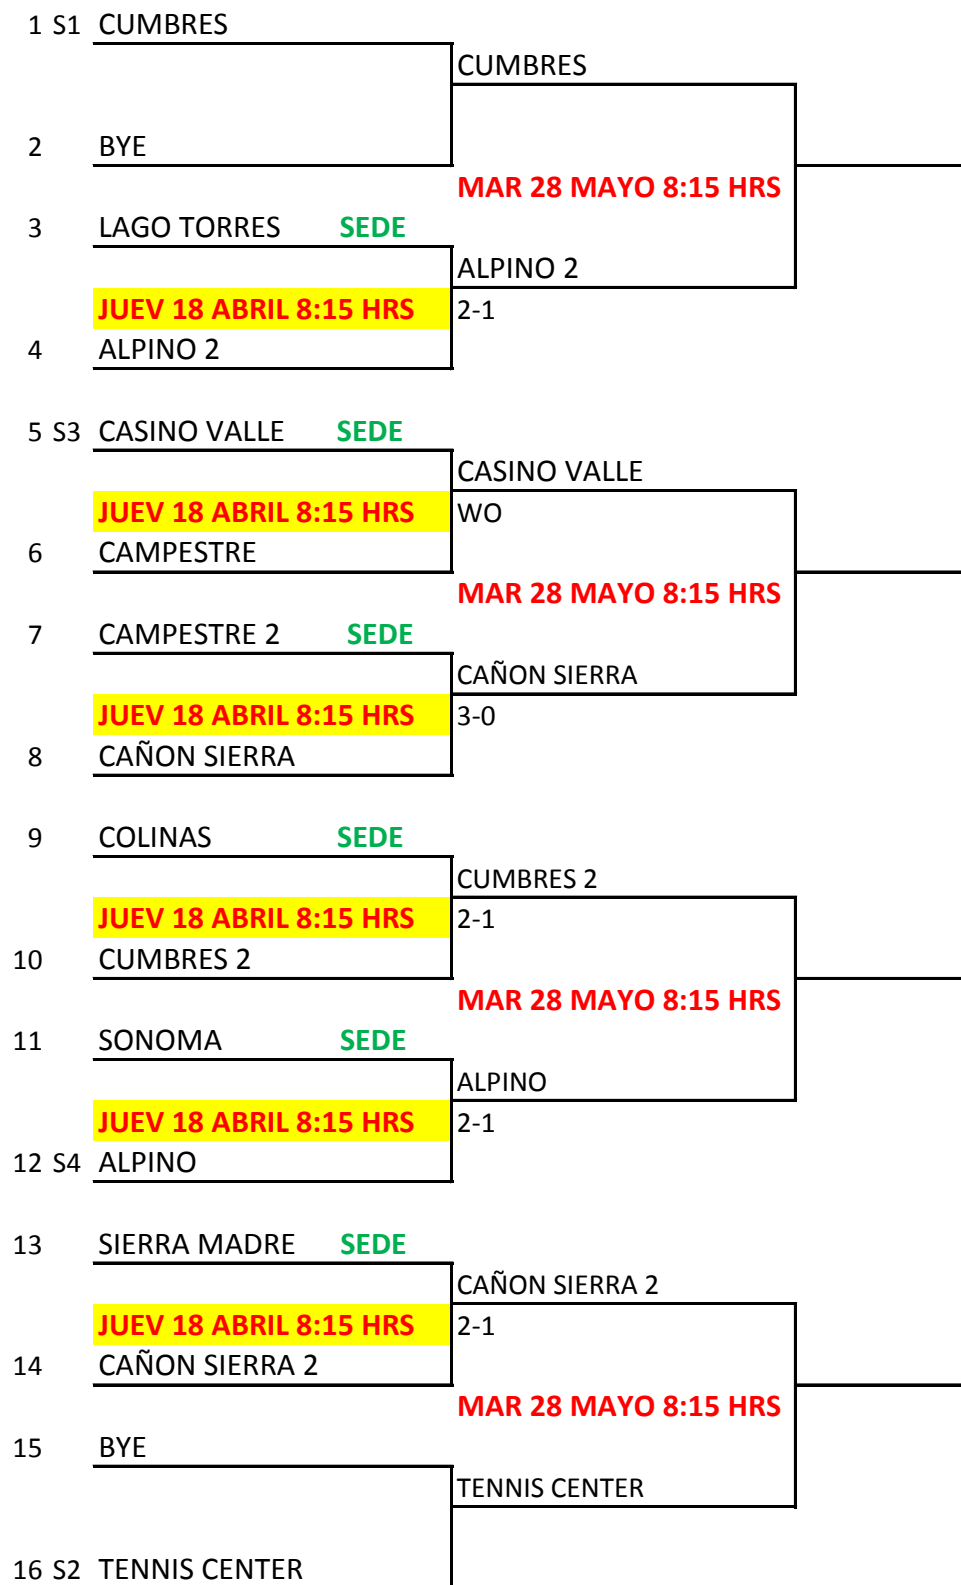 1 S1 CUMBRES
CUMBRES
2 BYE
MAR 28 MAYO 8:15 HRS
3 LAGO TORRES SEDE
ALPINO 2
JUEV 18 ABRIL 8:15 HRS 2-1
4 ALPINO 2
5 S3 CASINO VALLE SEDE
CASINO VALLE
JUEV 18 ABRIL 8:15 HRS WO
6 CAMPESTRE
MAR 28 MAYO 8:15 HRS
7 CAMPESTRE 2 SEDE
CAÑON SIERRA
JUEV 18 ABRIL 8:15 HRS 3-0
8 CAÑON SIERRA
9 COLINAS SEDE
CUMBRES 2
JUEV 18 ABRIL 8:15 HRS 2-1
10 CUMBRES 2
MAR 28 MAYO 8:15 HRS
11 SONOMA SEDE
ALPINO
JUEV 18 ABRIL 8:15 HRS 2-1
12 S4 ALPINO
13 SIERRA MADRE SEDE
CAÑON SIERRA 2
JUEV 18 ABRIL 8:15 HRS 2-1
14 CAÑON SIERRA 2
MAR 28 MAYO 8:15 HRS
15 BYE
TENNIS CENTER
16 S2 TENNIS CENTER